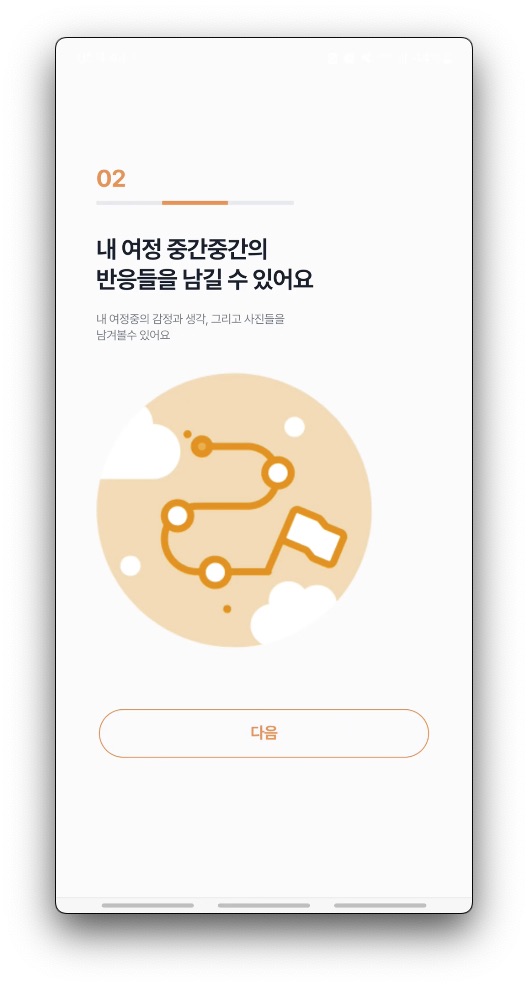 02
내 여정 중간중간의
반응들을 남길 수 있어요
내 여정중의 감정과 생각, 그리고 사진들을
남겨볼수 있어요
다음